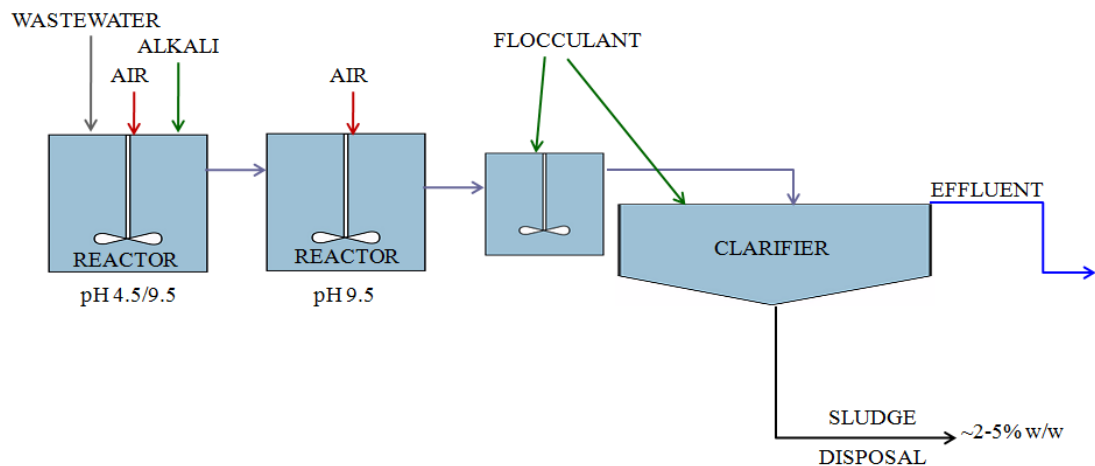 WASTEWATER
ALKALI
AIR
AIR
FLOCCULANT
REACTOR
pH 4.5/9.5
REACTOR
pH 9.5
CLARIFIER
EFFLUENT
SLUDGE
DISPOSAL
~2-5% w/w